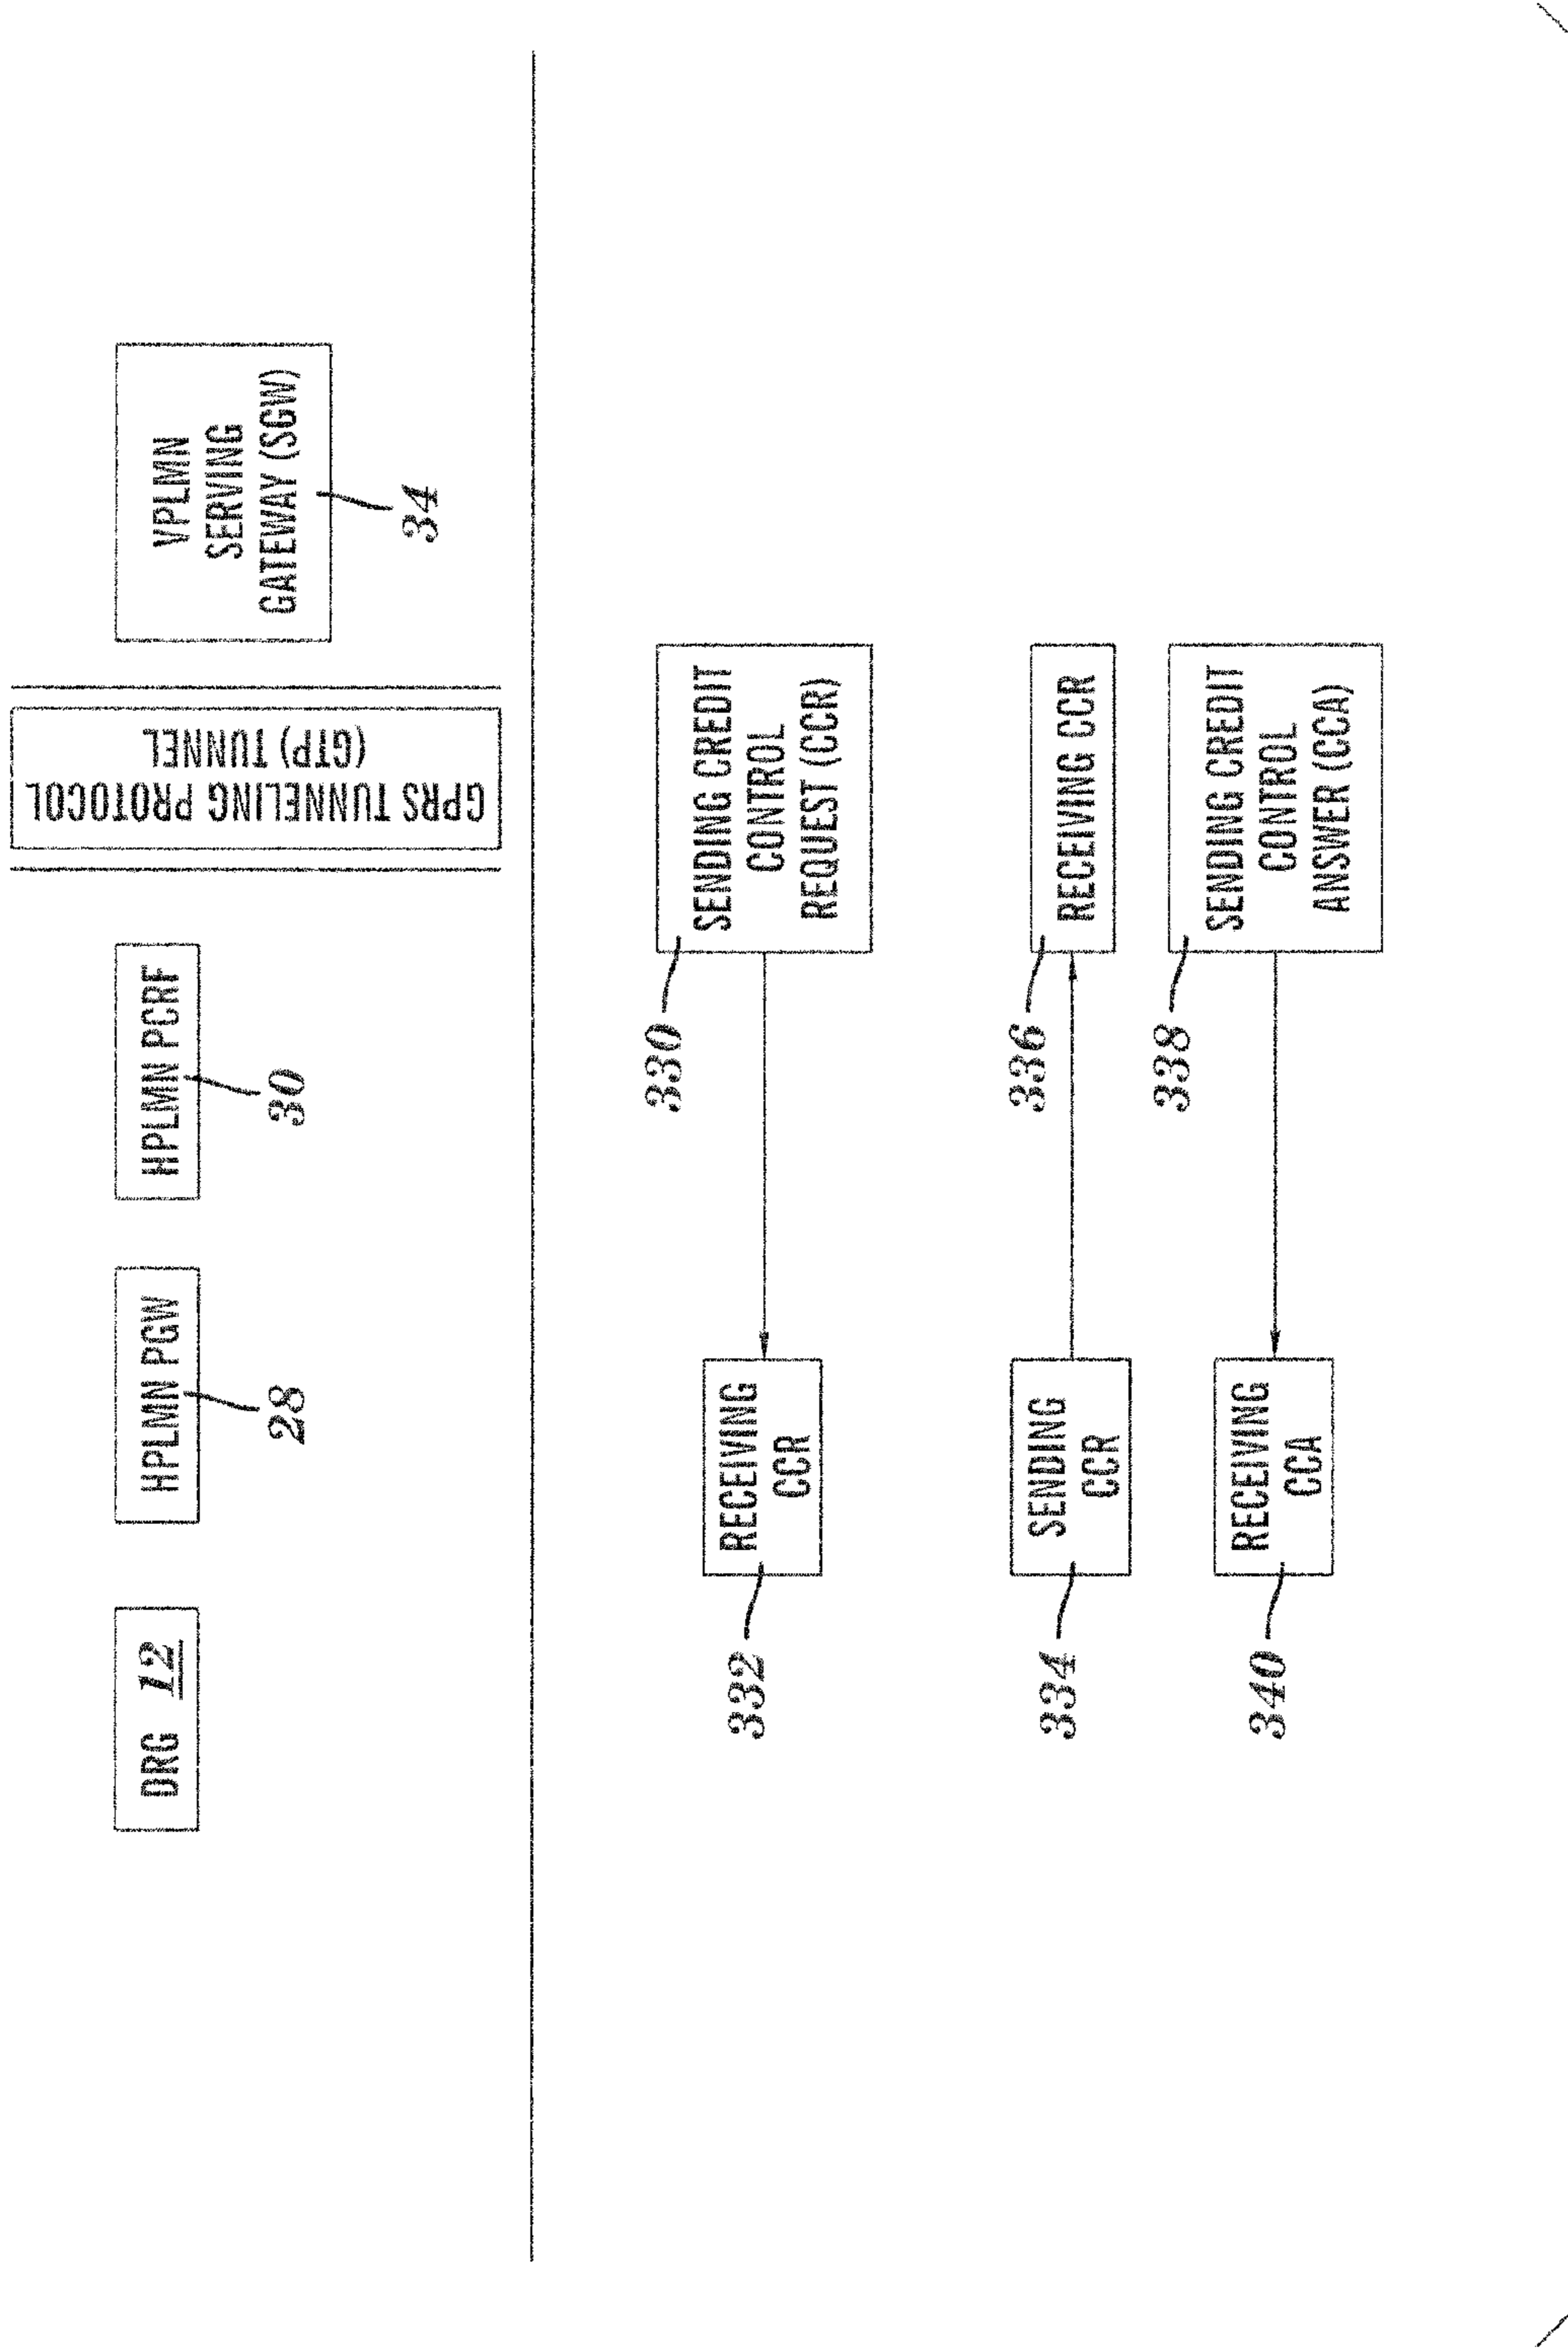 DRG 12
HPLMN PGW
28
HPLMN PCRF
30
GPRS TUNNELING PROTOCOL
(GTP) TUNNEL
VPLMN
SERVING
GATEWAY (SGW)
34
330
SENDING CREDIT
CONTROL
REQUEST (CCR)
332
RECEIVING
CCR
334
SENDING
CCR
336
RECEIVING CCR
338
SENDING CREDIT
CONTROL
ANSWER (CCA)
340
RECEIVING
CCA